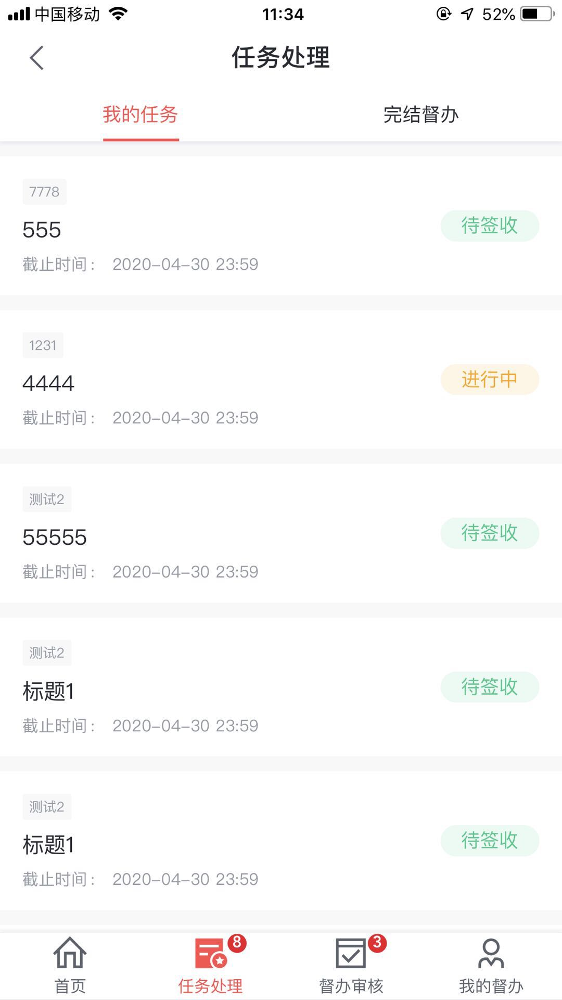 中国移动 11:34 52%
任务处理
我的任务 完结督办
7778
555
待签收
截止时间： 2020-04-30 23:59
1231
4444
进行中
截止时间： 2020-04-30 23:59
测试2
55555
待签收
截止时间： 2020-04-30 23:59
测试2
标题1
待签收
截止时间： 2020-04-30 23:59
测试2
标题1
待签收
截止时间： 2020-04-30 23:59
8 3
首页 任务处理 督办审核 我的督办